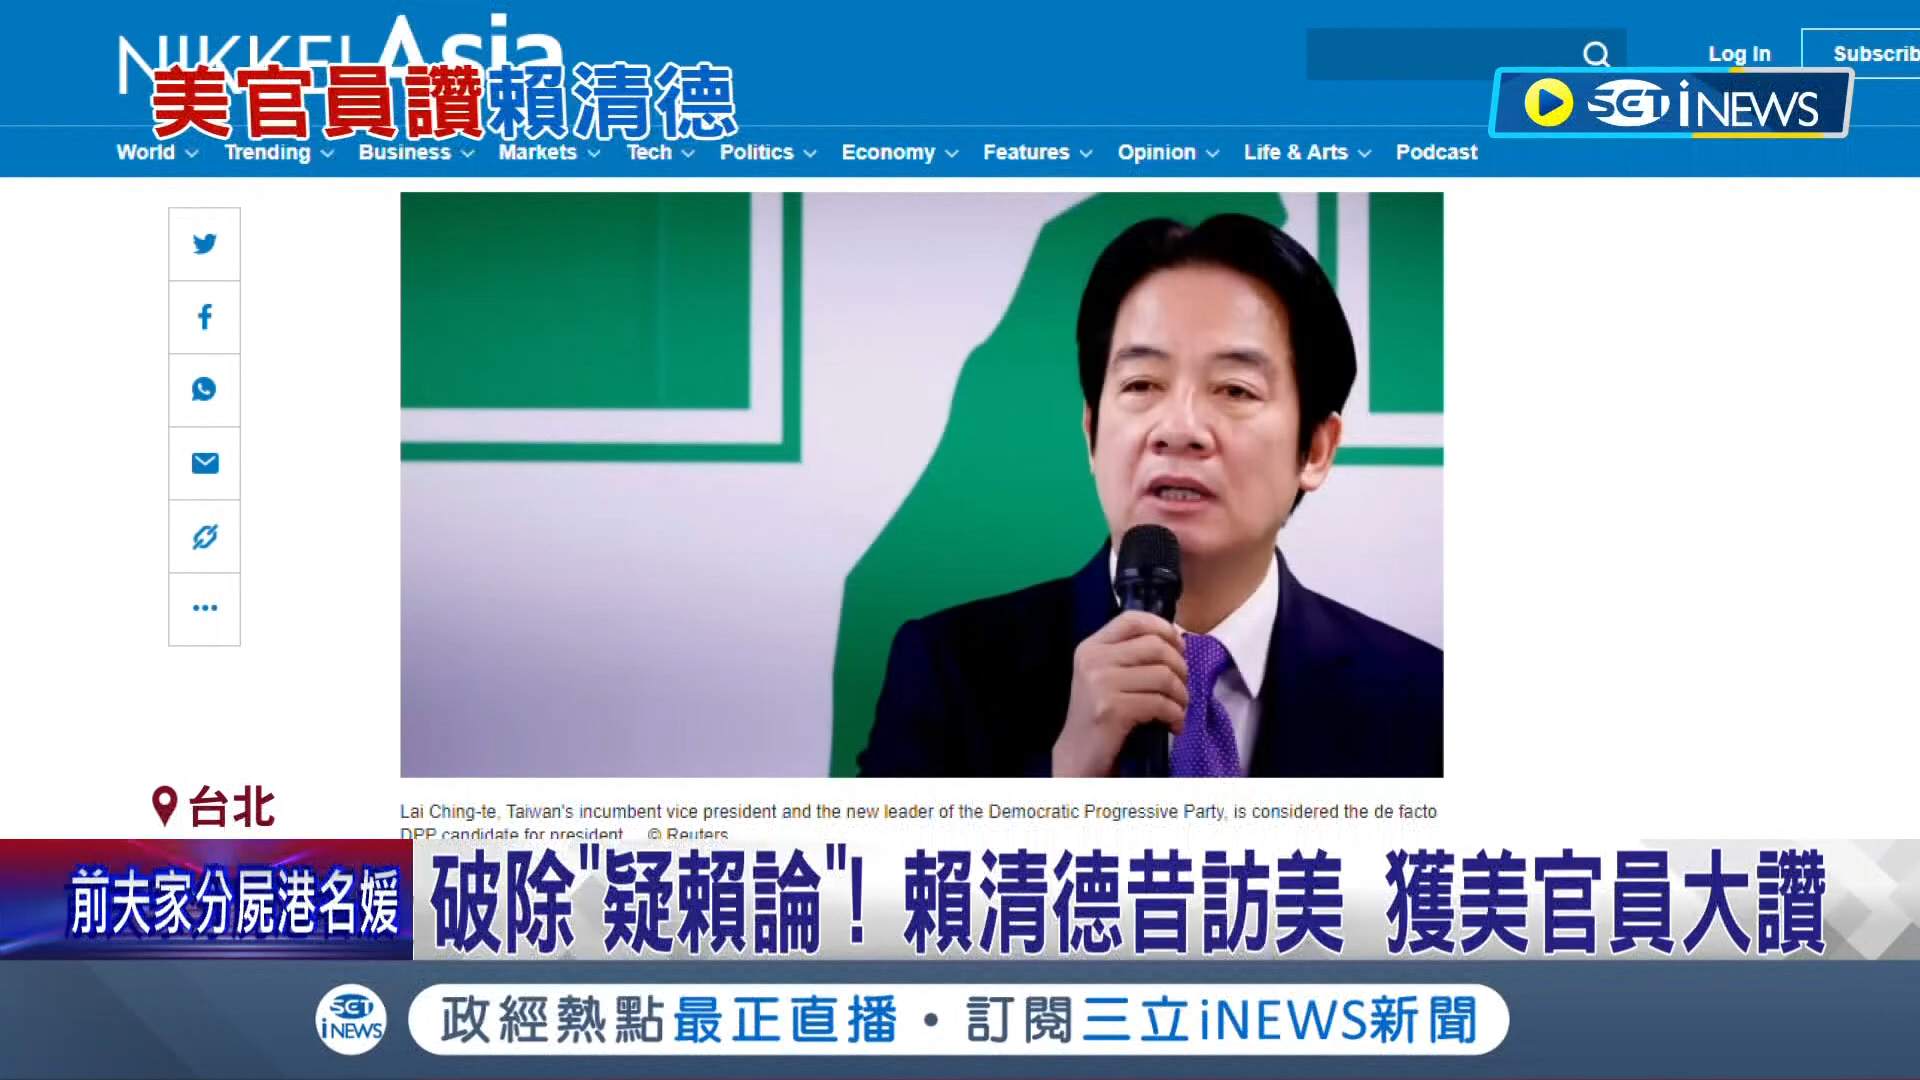 NIKKEI Asia
美官員讚賴清德
Log In
Subscrib
SET iNEWS
World Trending Business Markets Tech Politics Economy Features Opinion Life & Arts Podcast
台北
Lai Ching-te, Taiwan's incumbent vice president and the new leader of the Democratic Progressive Party, is considered the de facto
DPP candidate for president. © Reuters
前夫家分屍港名媛
破除"疑賴論"! 賴清德昔訪美 獲美官員大讚
SET
iNEWS
政經熱點最正直播・訂閱三立iNEWS新聞